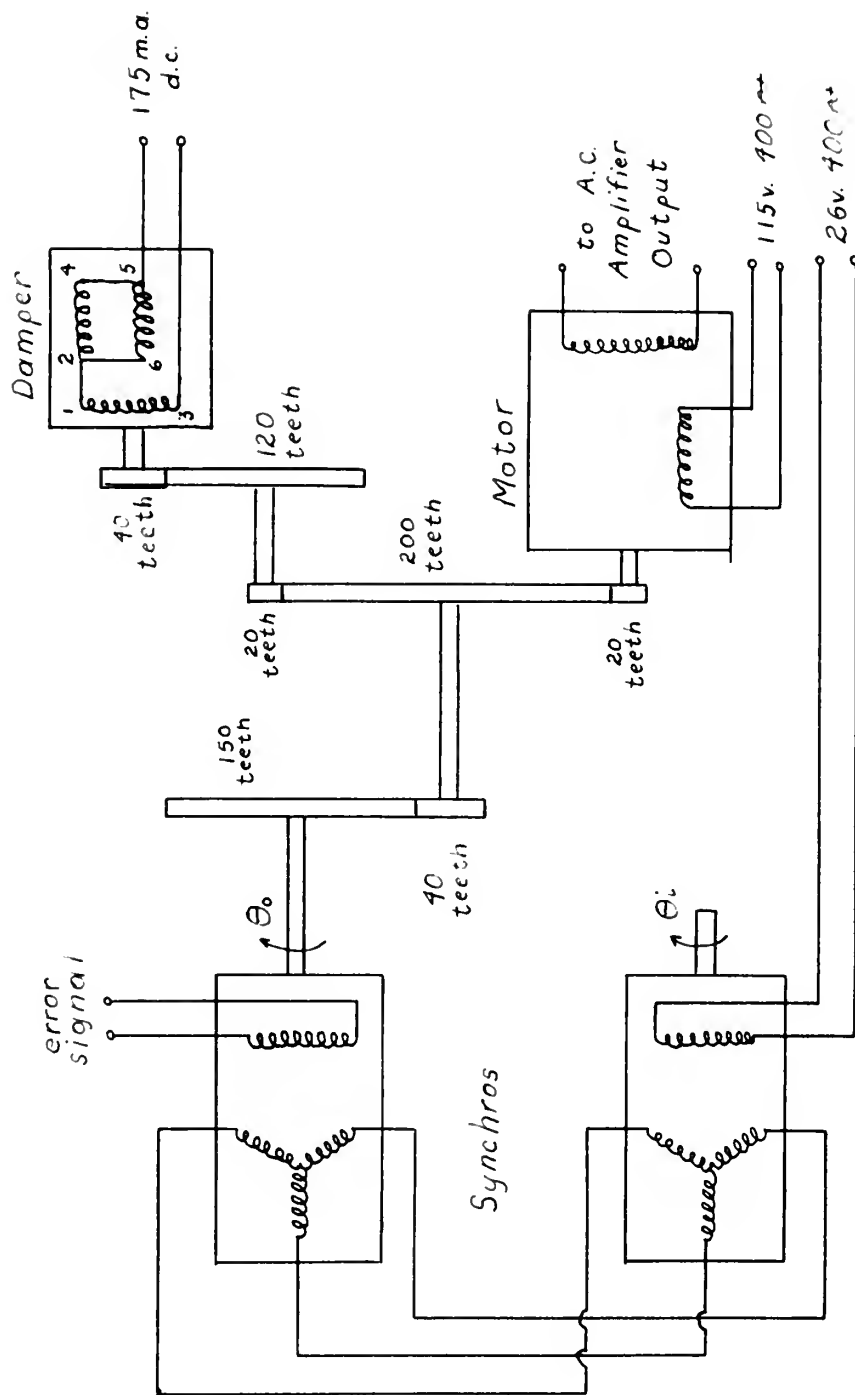 Damper
1
2
4
3
6
5
175 m.a.
d.c.
40
teeth
120
teeth
200
teeth
20
teeth
20
teeth
Motor
to A.C.
Amplifier
Output
115v. 400~
26v. 400~
150
teeth
40
teeth
error
signal
θo
θi
Synchros